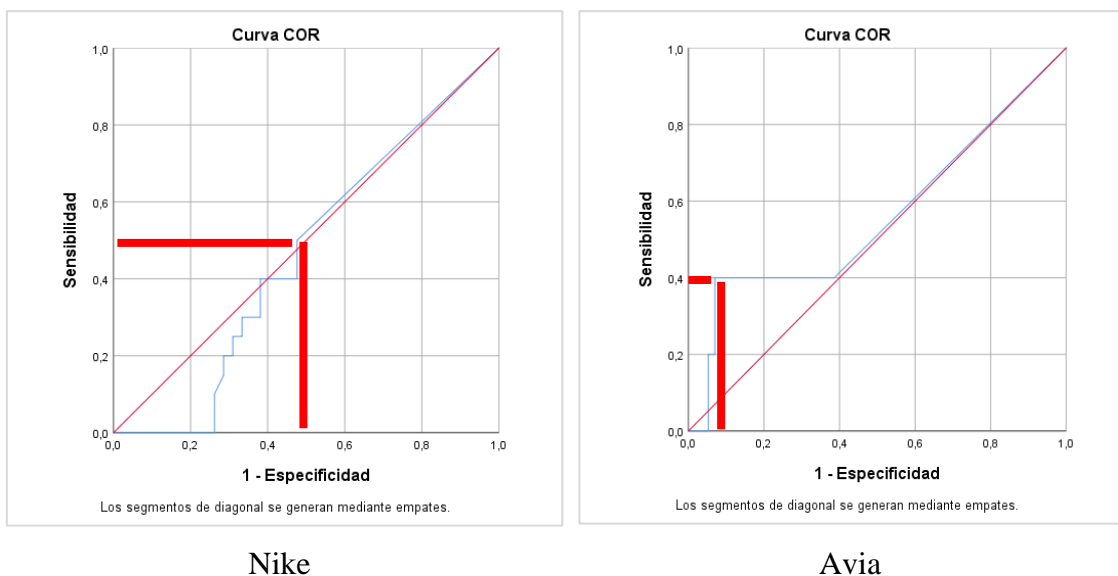 Curva COR
1,0
0,8
0,6
0,4
0,2
0,0
Sensibilidad
0,0 0,2 0,4 0,6 0,8 1,0
1 - Especificidad
Los segmentos de diagonal se generan mediante empates.
Nike
Curva COR
1,0
0,8
0,6
0,4
0,2
0,0
Sensibilidad
0,0 0,2 0,4 0,6 0,8 1,0
1 - Especificidad
Los segmentos de diagonal se generan mediante empates.
Avia